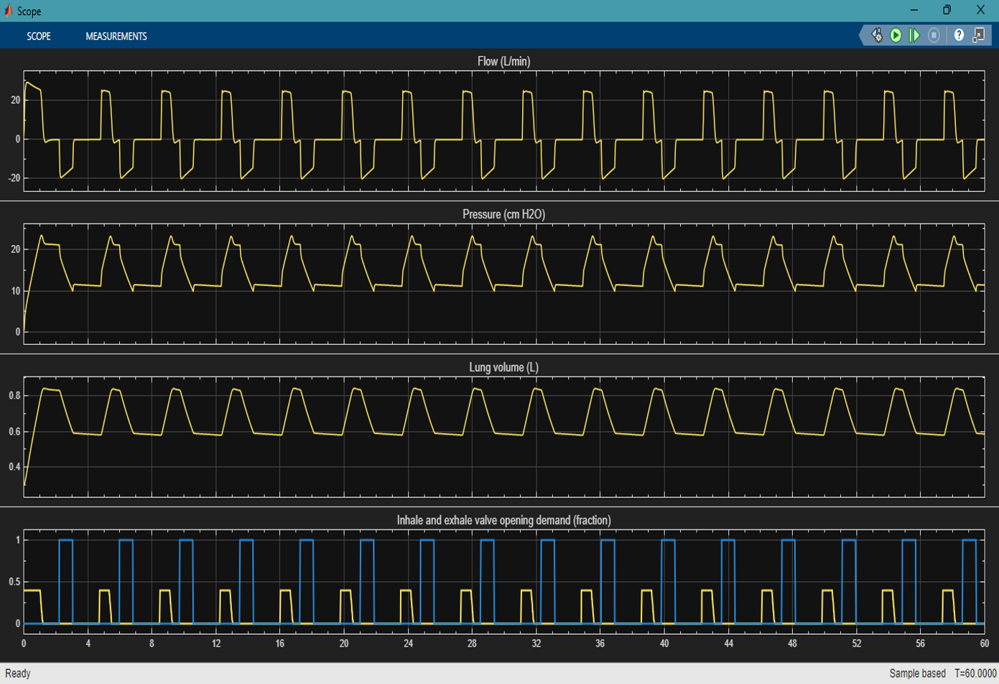 Scope
SCOPE MEASUREMENTS
?
Flow (L/min)
20
0
-20
Pressure (cm H2O)
20
10
0
Lung volume (L)
0.8
0.6
0.4
Inhale and exhale valve opening demand (fraction)
1
0.5
0
0 4 8 12 16 20 24 28 32 36 40 44 48 52 56 60
Ready Sample based T=60.0000